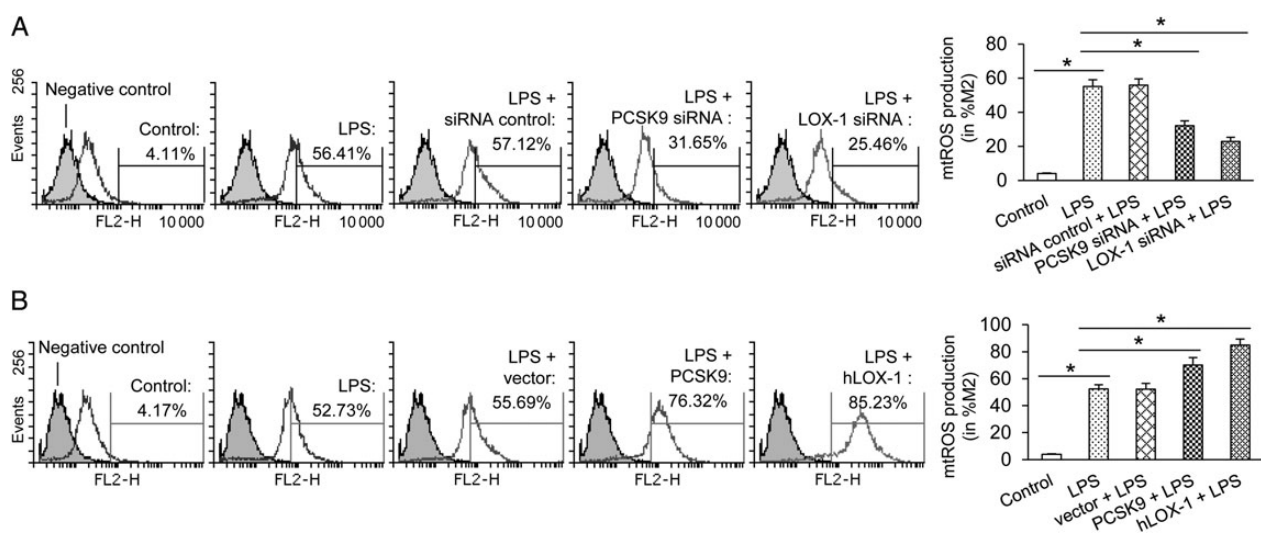 A
256
Events
Negative control
Control:
4.11%
FL2-H
10 000
LPS:
56.41%
FL2-H
10 000
LPS +
siRNA control:
57.12%
FL2-H
10 000
LPS +
PCSK9 siRNA :
31.65%
FL2-H
10 000
LPS +
LOX-1 siRNA :
25.46%
FL2-H
10 000
mtROS production
(in %M2)
80
60
40
20
0
*
*
*
Control
LPS
siRNA control + LPS
PCSK9 siRNA + LPS
LOX-1 siRNA + LPS
B
256
Events
Negative control
Control:
4.17%
FL2-H
LPS:
52.73%
FL2-H
LPS +
vector:
55.69%
FL2-H
LPS +
PCSK9:
76.32%
FL2-H
LPS +
hLOX-1 :
85.23%
FL2-H
mtROS production
(in %M2)
100
80
60
40
20
0
*
*
*
Control
LPS
vector + LPS
PCSK9 + LPS
hLOX-1 + LPS